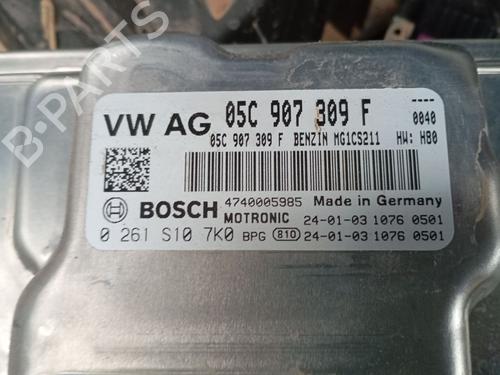 B-PARTS
VW AG 05C 907 309 F ----
0040
05C 907 309 F BENZIN MG1CS211 HW: H80
4740005985 Made in Germany
BOSCH MOTRONIC 24-01-03 1076 0501
0 261 S10 7K0 BPG 810 24-01-03 1076 0501